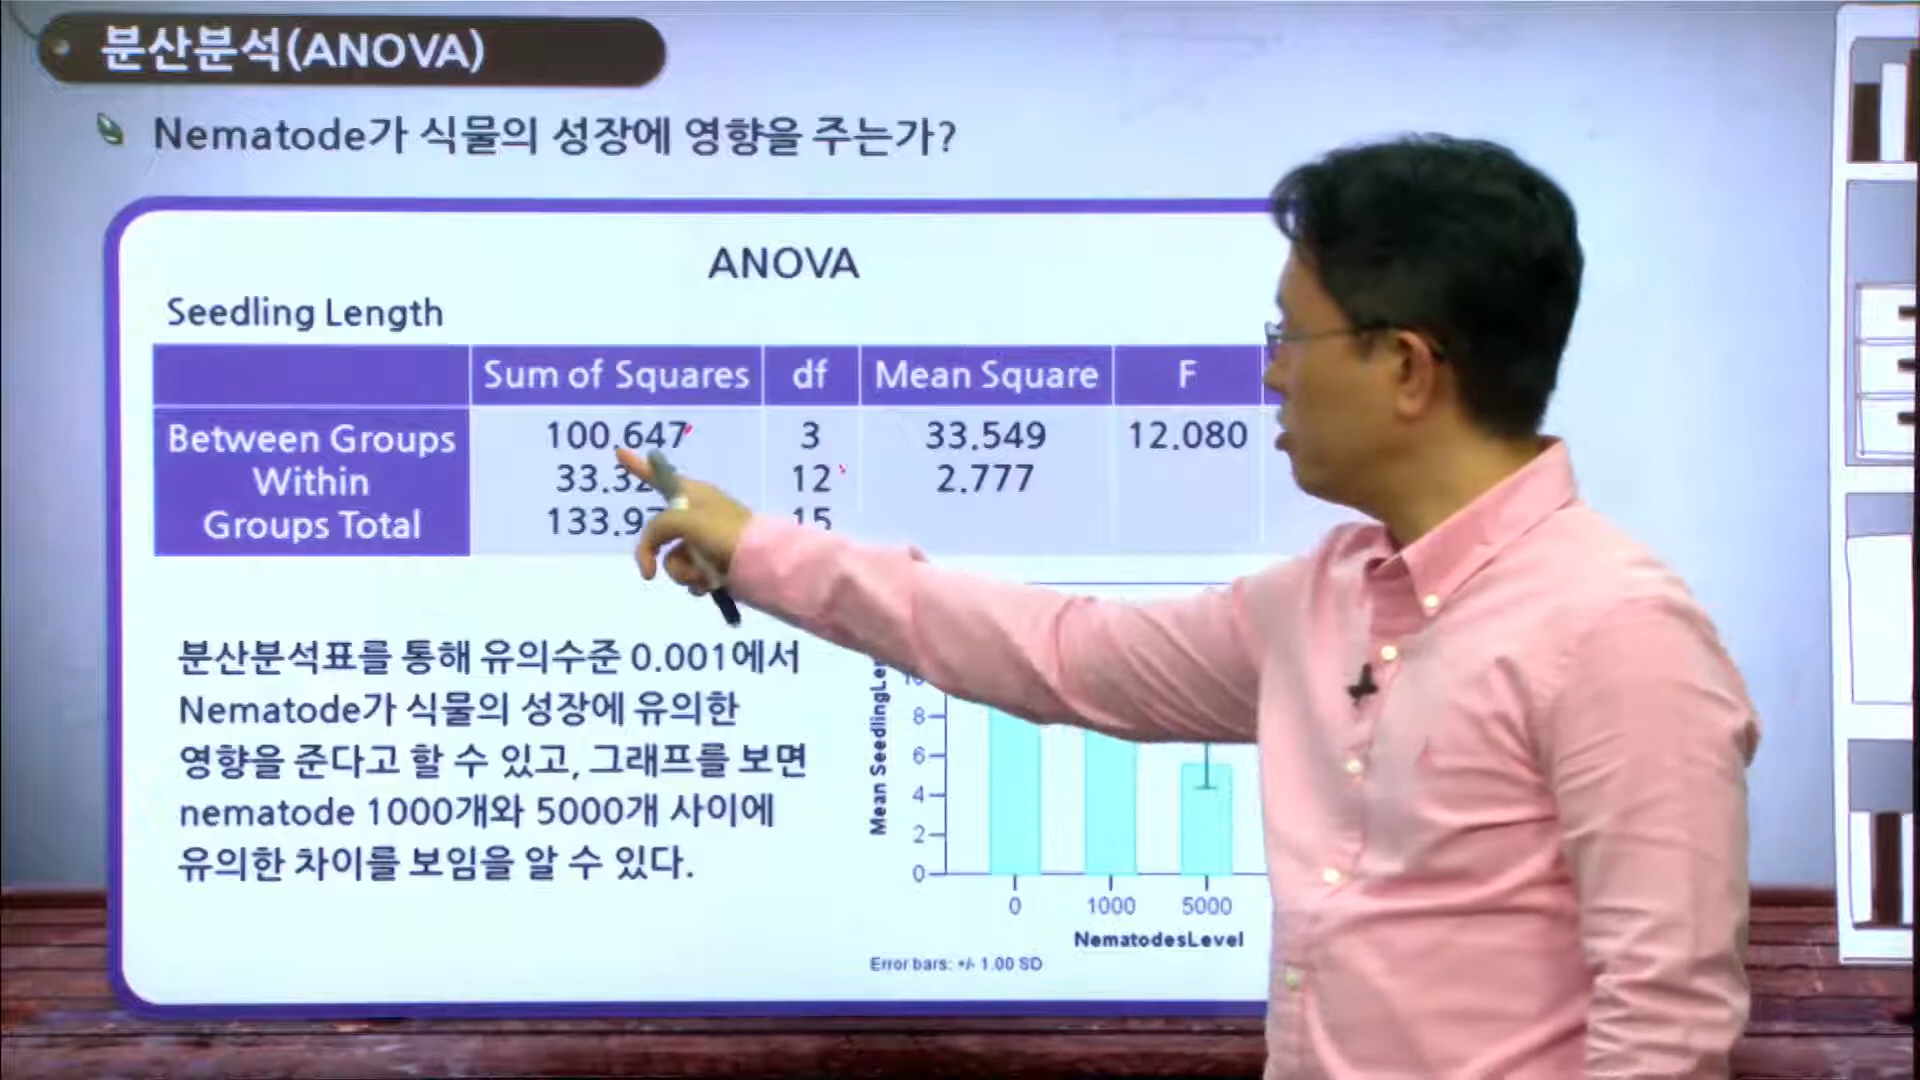 분산분석(ANOVA)
Nematode가 식물의 성장에 영향을 주는가?
ANOVA
Seedling Length
Sum of Squares df Mean Square F
Between Groups 100.647 3 33.549 12.080
Within 12 2.777
Groups Total 15
분산분석표를 통해 유의수준 0.001에서
Nematode가 식물의 성장에 유의한
영향을 준다고 할 수 있고, 그래프를 보면
nematode 1000개와 5000개 사이에
유의한 차이를 보임을 알 수 있다.
Mean
8
6
4
2
0
0 1000 5000
NematodesLevel
Error bars: +/- 1.00 SD